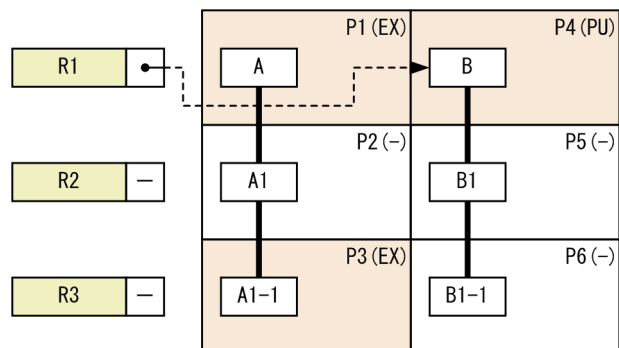 P1(EX)
P4(PU)
R1
A
B
P2(-)
P5(-)
R2
-
A1
B1
P3(EX)
P6(-)
R3
-
A1-1
B1-1